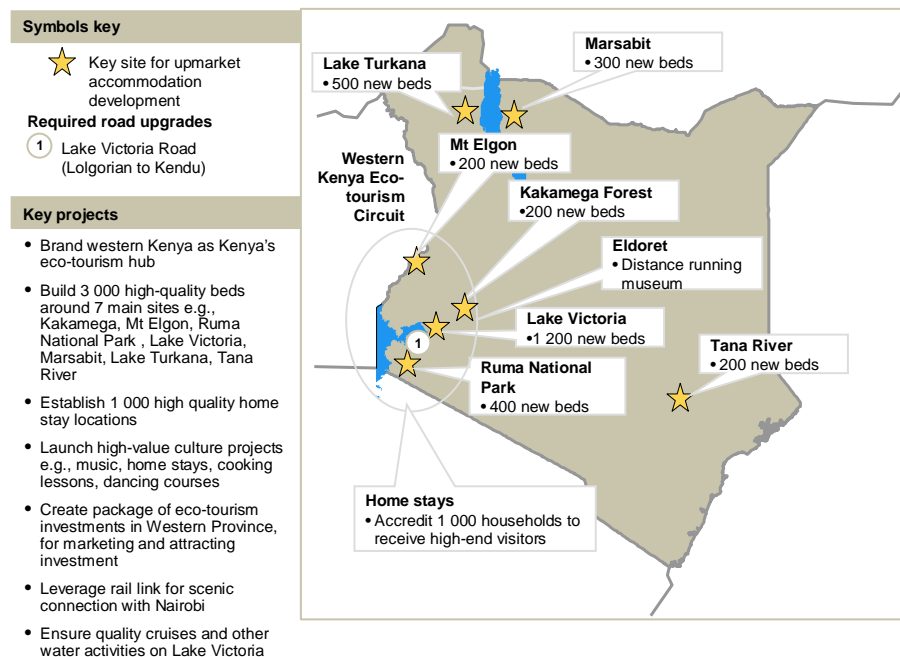 Symbols key
Key site for upmarket
accommodation
development
Required road upgrades
1 Lake Victoria Road
(Lolgorian to Kendu)
Key projects
• Brand western Kenya as Kenya's
eco-tourism hub
• Build 3 000 high-quality beds
around 7 main sites e.g.,
Kakamega, Mt Elgon, Ruma
National Park , Lake Victoria,
Marsabit, Lake Turkana, Tana
River
• Establish 1 000 high quality home
stay locations
• Launch high-value culture projects
e.g., music, home stays, cooking
lessons, dancing courses
• Create package of eco-tourism
investments in Western Province,
for marketing and attracting
investment
• Leverage rail link for scenic
connection with Nairobi
• Ensure quality cruises and other
water activities on Lake Victoria
Lake Turkana
• 500 new beds
Marsabit
• 300 new beds
Mt Elgon
• 200 new beds
Western
Kenya Eco-
tourism
Circuit
Kakamega Forest
•200 new beds
Eldoret
• Distance running
museum
Lake Victoria
•1 200 new beds
1
Tana River
• 200 new beds
Ruma National
Park
• 400 new beds
Home stays
• Accredit 1 000 households to
receive high-end visitors